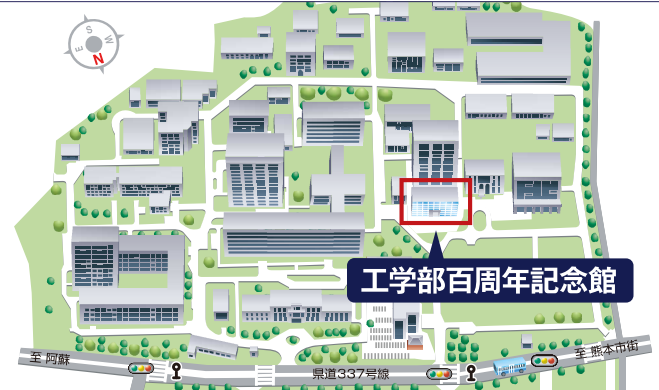 S
E
W
N
工学部百周年記念館
至 阿蘇
県道337号線
至 熊本市街